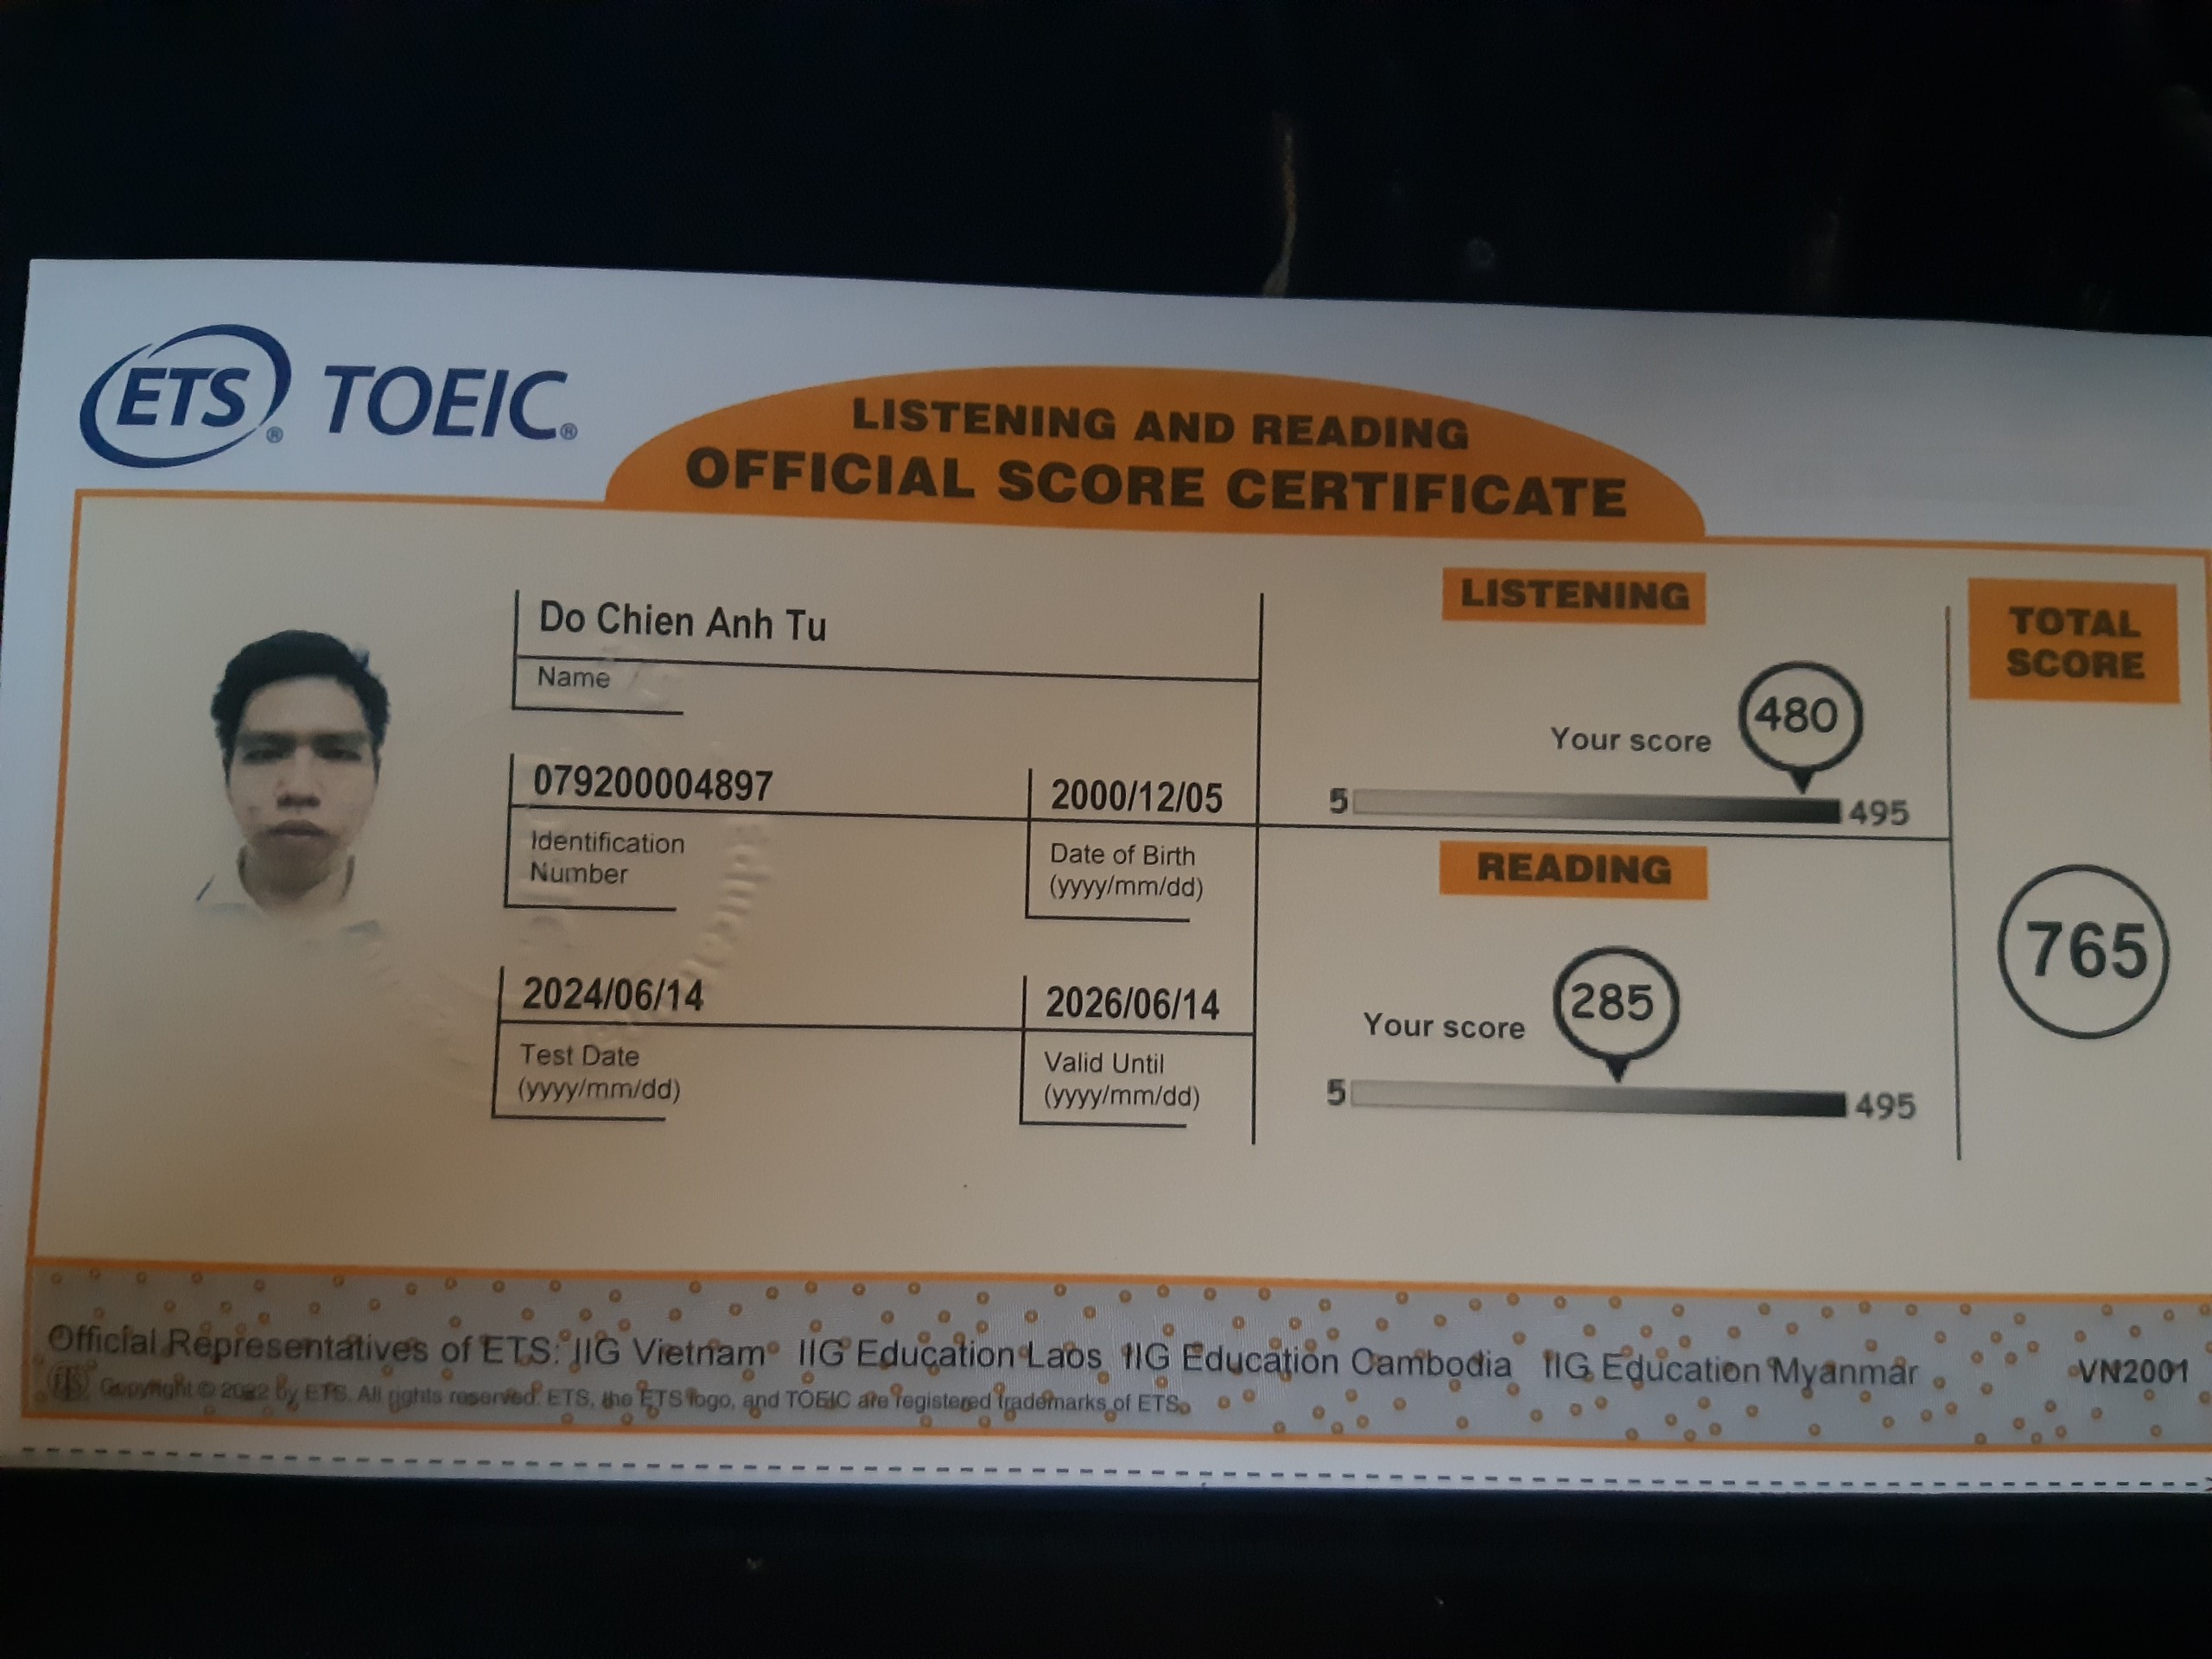 ETS® TOEIC®
LISTENING AND READING
OFFICIAL SCORE CERTIFICATE
Do Chien Anh Tu
Name
079200004897
Identification
Number
2000/12/05
Date of Birth
(yyyy/mm/dd)
2024/06/14
Test Date
(yyyy/mm/dd)
2026/06/14
Valid Until
(yyyy/mm/dd)
LISTENING
Your score
480
5
495
READING
Your score
285
5
495
TOTAL
SCORE
765
Official Representatives of ETS: IIG Vietnam IIG Education Laos IIG Education Cambodia IIG Education Myanmar
VN2001
ETS Copyright © 2022 by ETS. All rights reserved. ETS, the ETS logo, and TOEIC are registered trademarks of ETS.